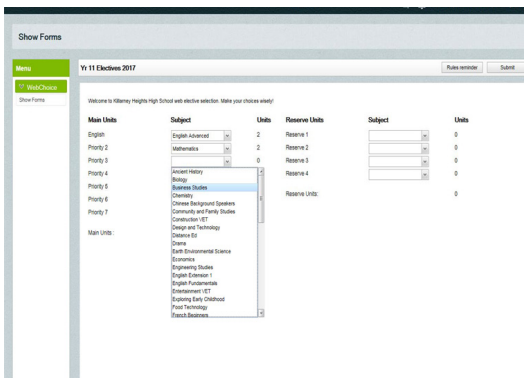 Show Forms
Menu
Yr 11 Electives 2017
Rules reminder
Submit
WebChoice
Show Forms
Welcome to Killarney Heights High School web elective selection. Make your choices wisely!
Main Units Subject Units Reserve Units Subject Units
English English Advanced 2 Reserve 1 0
Priority 2 Mathematics 2 Reserve 2 0
Priority 3 0 Reserve 3 0
Priority 4 Reserve 4 0
Priority 5
Priority 6
Priority 7
Main Units :
Reserve Units: 0
Ancient History
Biology
Business Studies
Chemistry
Chinese Background Speakers
Community and Family Studies
Construction VET
Design and Technology
Distance Ed
Drama
Earth Environmental Science
Economics
Engineering Studies
English Extension 1
English Fundamentals
Entertainment VET
Exploring Early Childhood
Food Technology
French Beginners